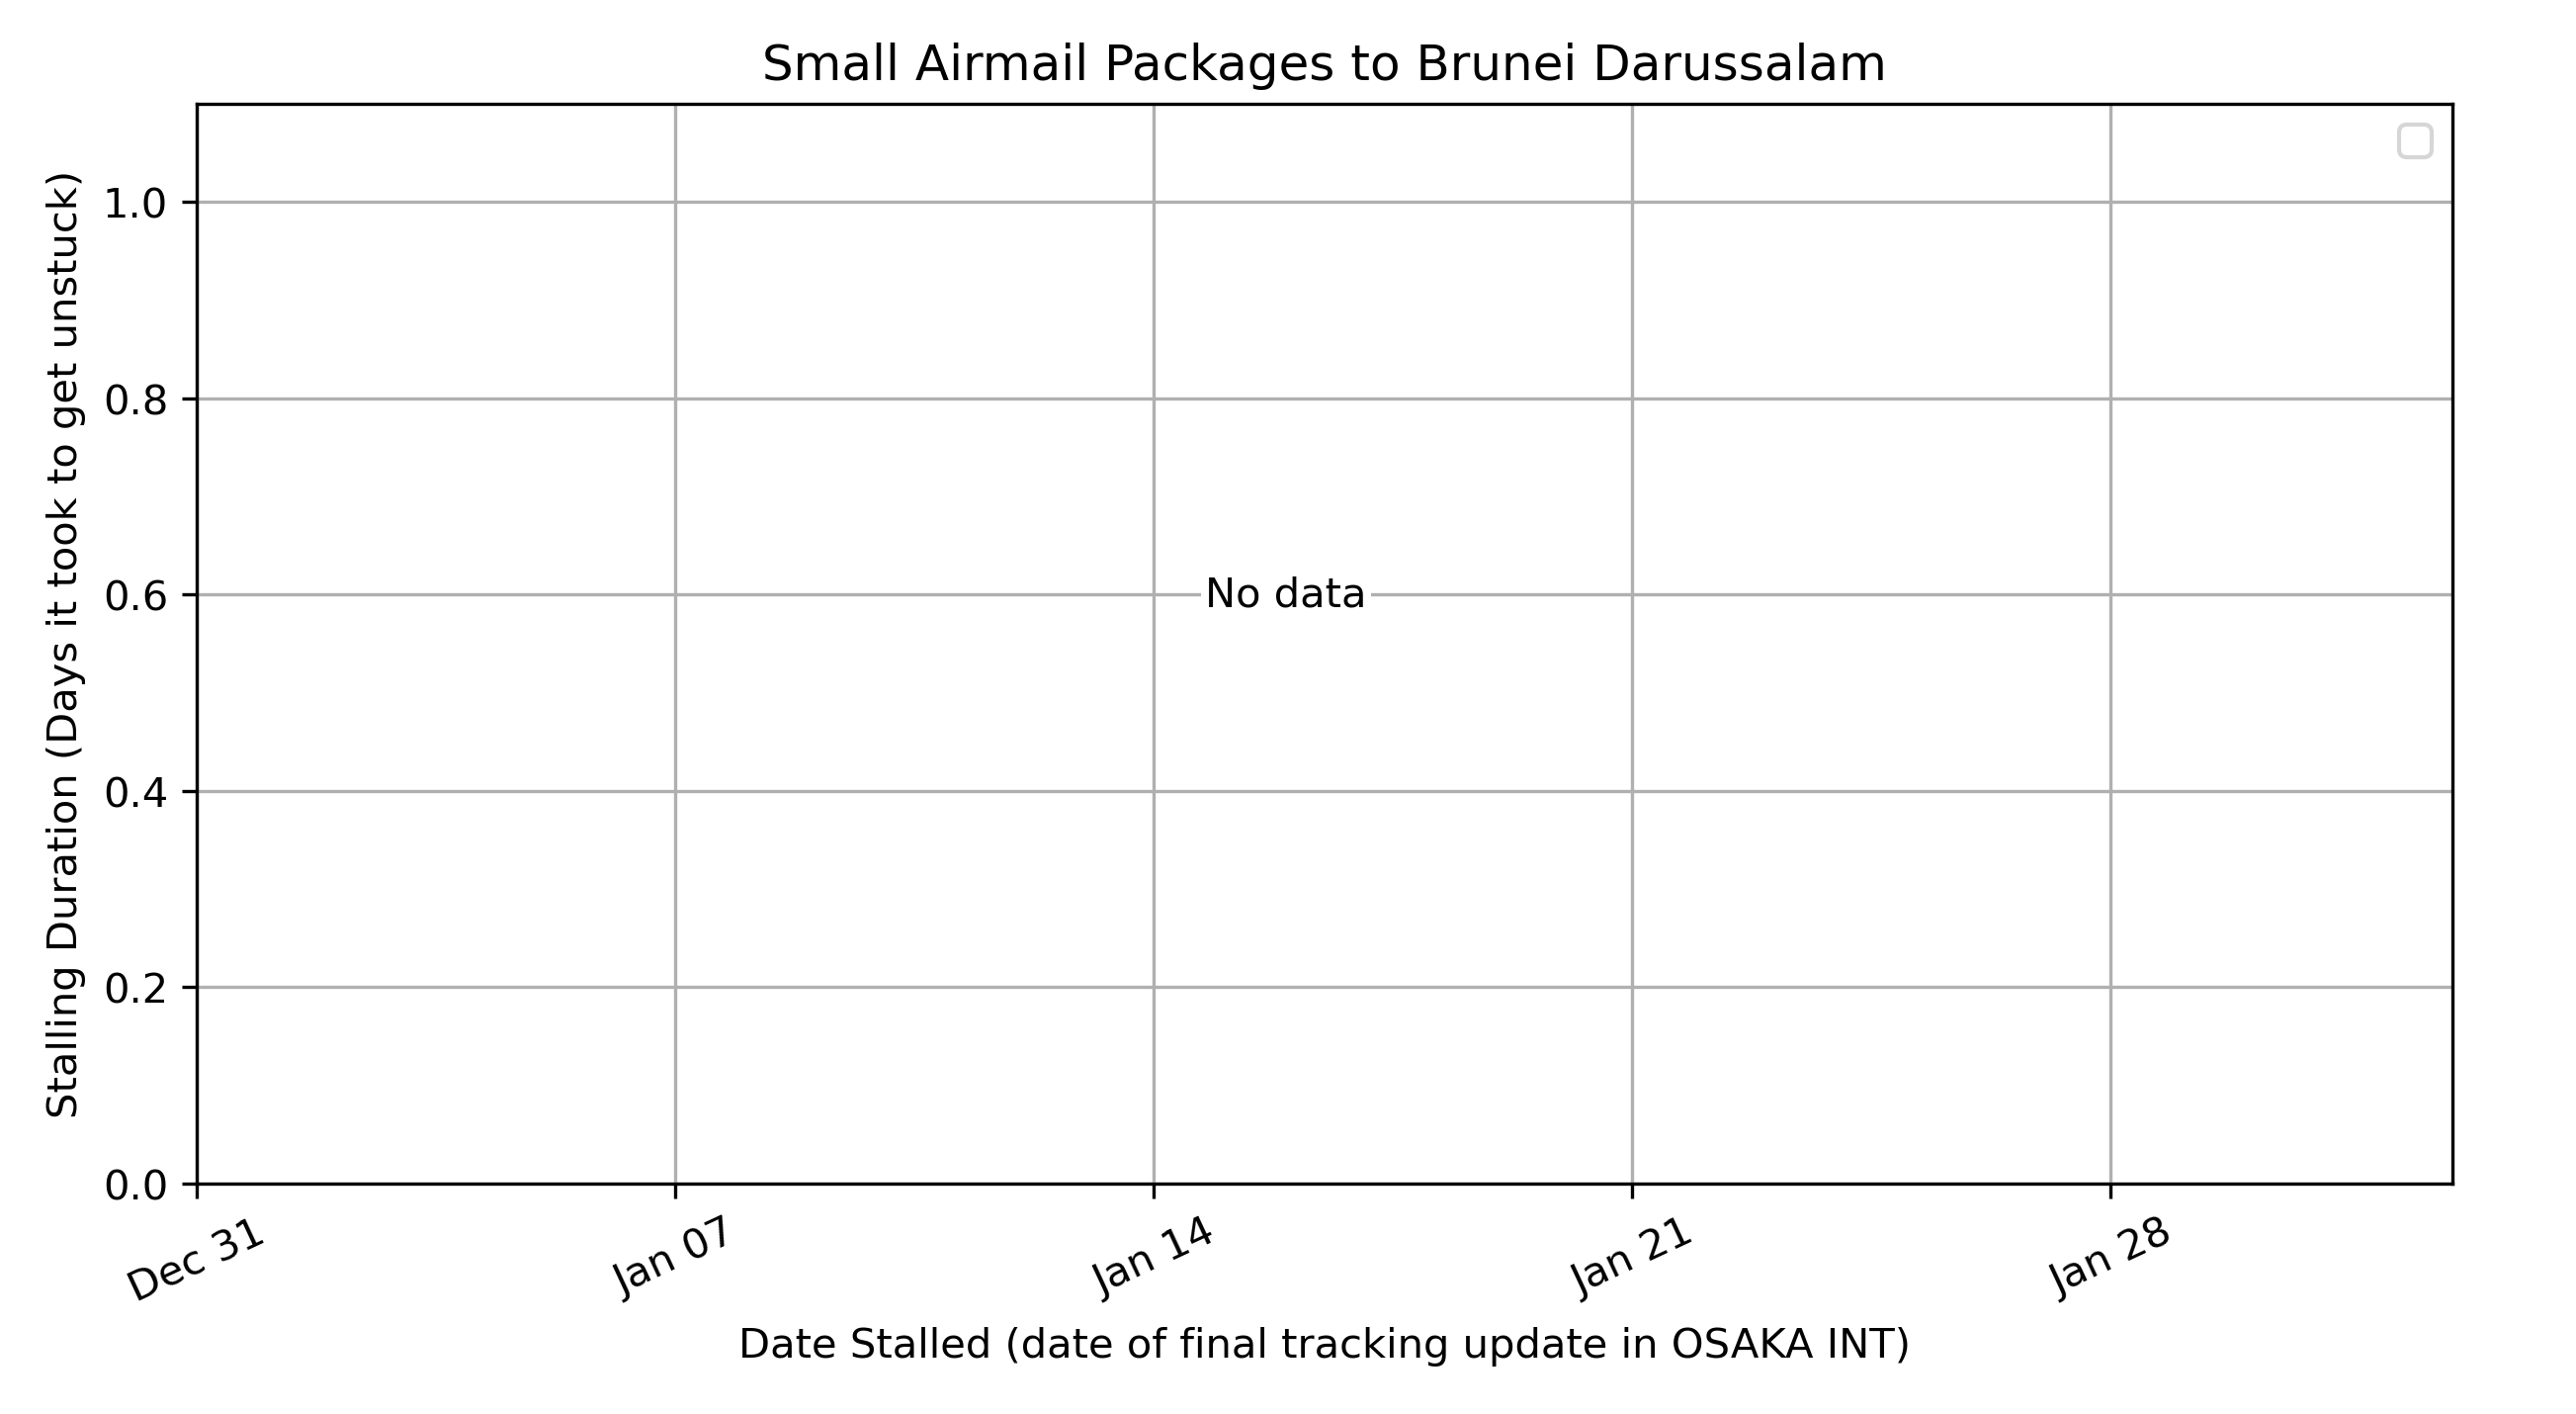 Small Airmail Packages to Brunei Darussalam
Stalling Duration (Days it took to get unstuck)
1.0
0.8
0.6
0.4
0.2
0.0
No data
Dec 31
Jan 07
Jan 14
Jan 21
Jan 28
Date Stalled (date of final tracking update in OSAKA INT)